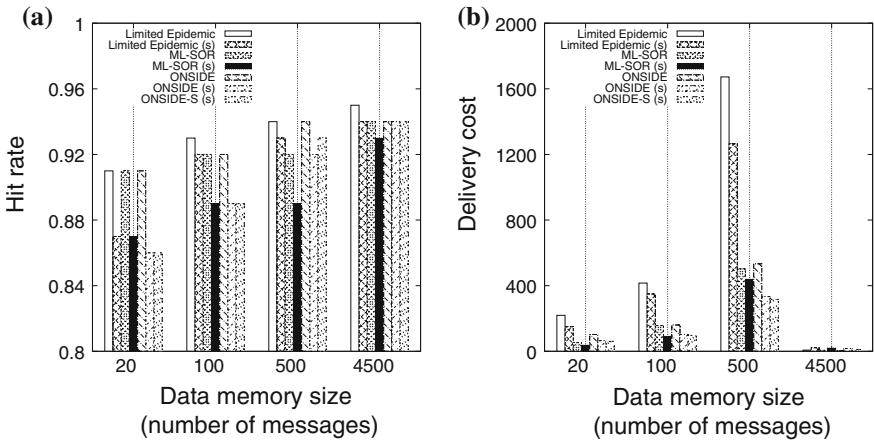 (a)
1
0.96
0.92
0.88
0.84
0.8
Hit rate
Limited Epidemic
Limited Epidemic (s)
ML-SOR
ML-SOR (s)
ONSIDE
ONSIDE (s)
ONSIDE-S (s)
20 100 500 4500
Data memory size
(number of messages)
(b)
2000
1600
1200
800
400
0
Delivery cost
Limited Epidemic
Limited Epidemic (s)
ML-SOR
ML-SOR (s)
ONSIDE
ONSIDE (s)
ONSIDE-S (s)
20 100 500 4500
Data memory size
(number of messages)